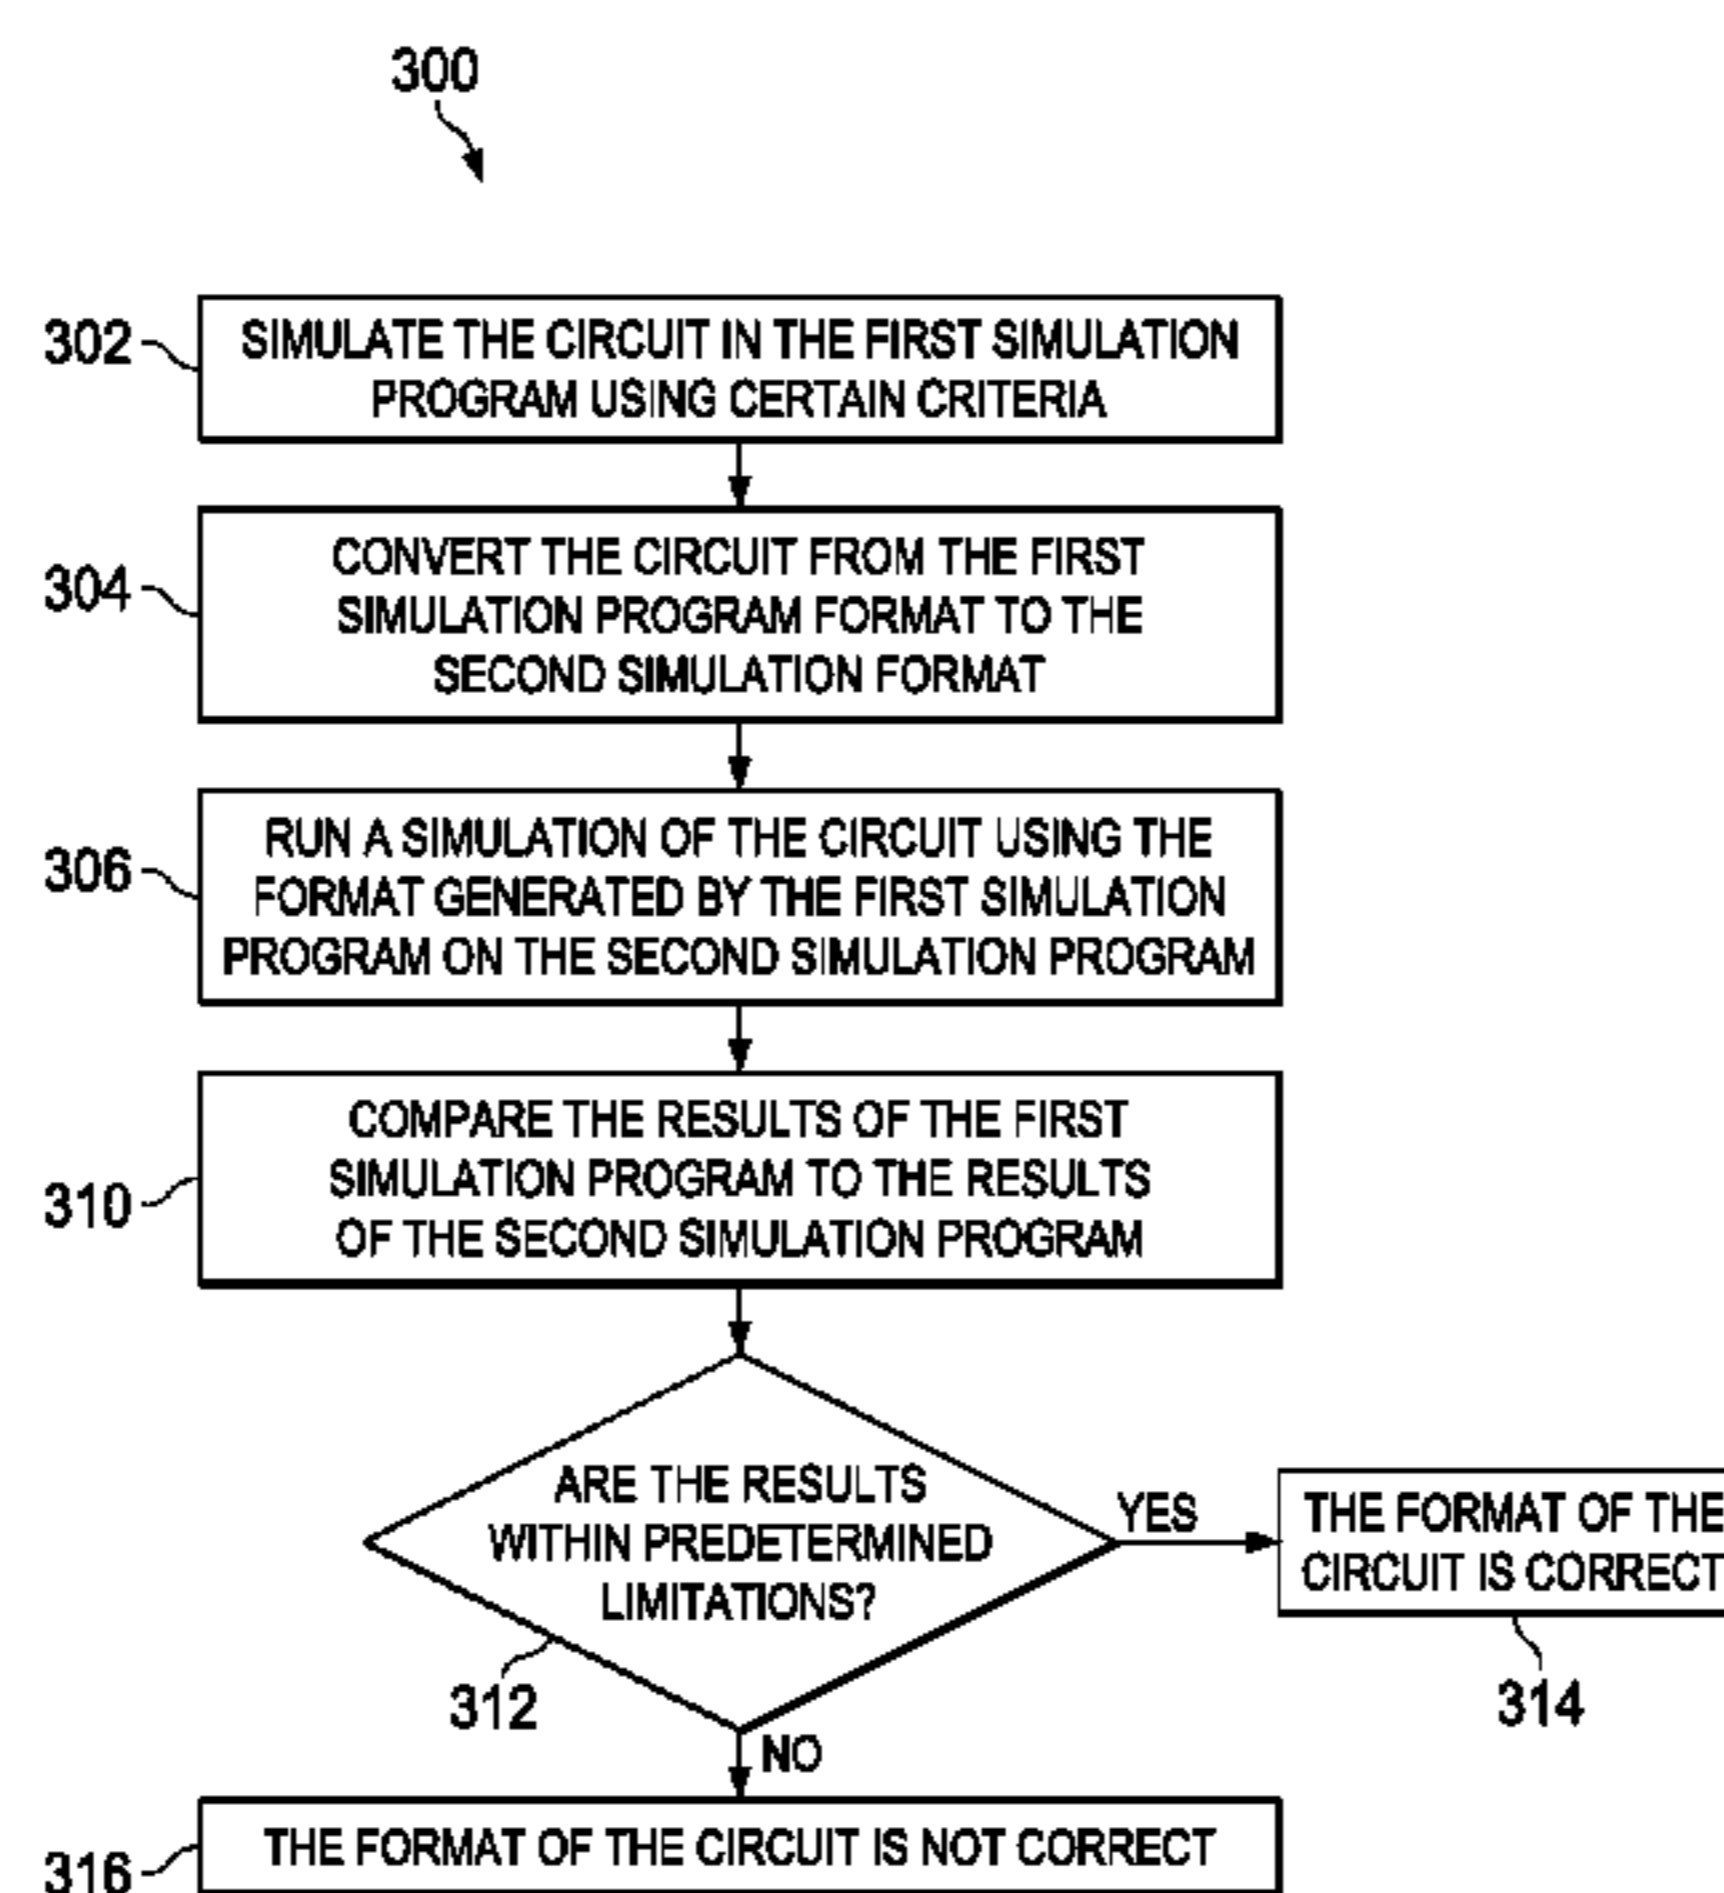 300
302
SIMULATE THE CIRCUIT IN THE FIRST SIMULATION
PROGRAM USING CERTAIN CRITERIA
304
CONVERT THE CIRCUIT FROM THE FIRST
SIMULATION PROGRAM FORMAT TO THE
SECOND SIMULATION FORMAT
306
RUN A SIMULATION OF THE CIRCUIT USING THE
FORMAT GENERATED BY THE FIRST SIMULATION
PROGRAM ON THE SECOND SIMULATION PROGRAM
310
COMPARE THE RESULTS OF THE FIRST
SIMULATION PROGRAM TO THE RESULTS
OF THE SECOND SIMULATION PROGRAM
ARE THE RESULTS
WITHIN PREDETERMINED
LIMITATIONS?
312
YES
THE FORMAT OF THE
CIRCUIT IS CORRECT
314
NO
316
THE FORMAT OF THE CIRCUIT IS NOT CORRECT